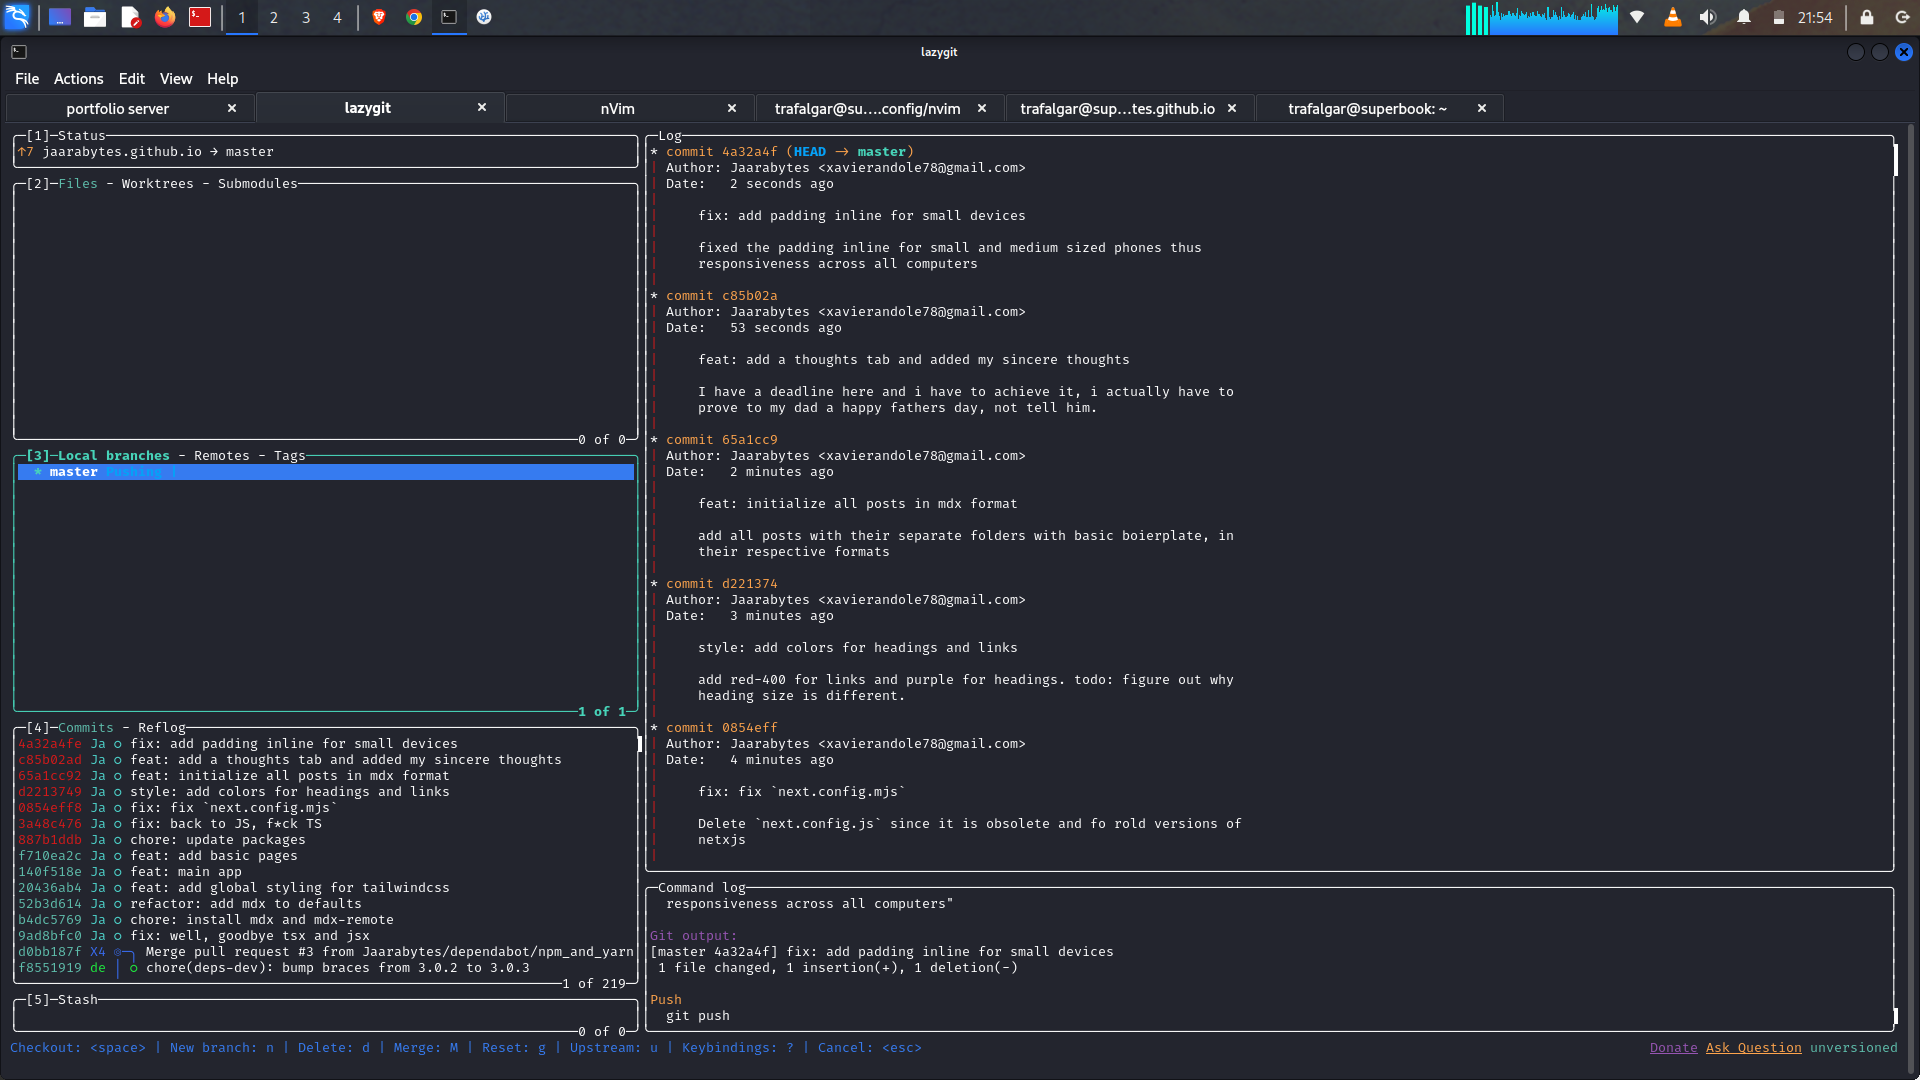 1 2 3 4 21:54
lazygit
File Actions Edit View Help
portfolio server lazygit nVim trafalgar@su....config/nvim trafalgar@sup...tes.github.io trafalgar@superbook: ~
[1]-Status
↑7 jaarabytes.github.io → master
[2]-Files - Worktrees - Submodules
0 of 0
[3]-Local branches - Remotes - Tags
* master Pushing |
1 of 1
[4]-Commits - Reflog
4a32a4fe Ja o fix: add padding inline for small devices
c85b02ad Ja o feat: add a thoughts tab and added my sincere thoughts
65a1cc92 Ja o feat: initialize all posts in mdx format
d2213749 Ja o style: add colors for headings and links
0854eff8 Ja o fix: fix `next.config.mjs`
3a48c476 Ja o fix: back to JS, f*ck TS
887b1ddb Ja o chore: update packages
f710ea2c Ja o feat: add basic pages
140f518e Ja o feat: main app
20436ab4 Ja o feat: add global styling for tailwindcss
52b3d614 Ja o refactor: add mdx to defaults
b4dc5769 Ja o chore: install mdx and mdx-remote
9ad8bfc0 Ja o fix: well, goodbye tsx and jsx
d0bb187f X4 Merge pull request #3 from Jaarabytes/dependabot/npm_and_yarn
f8551919 de │ o chore(deps-dev): bump braces from 3.0.2 to 3.0.3
1 of 219
[5]-Stash
0 of 0
Log
* commit 4a32a4f (HEAD → master)
Author: Jaarabytes <xavierandole78@gmail.com>
Date: 2 seconds ago
fix: add padding inline for small devices
fixed the padding inline for small and medium sized phones thus
responsiveness across all computers
* commit c85b02a
Author: Jaarabytes <xavierandole78@gmail.com>
Date: 53 seconds ago
feat: add a thoughts tab and added my sincere thoughts
I have a deadline here and i have to achieve it, i actually have to
prove to my dad a happy fathers day, not tell him.
* commit 65a1cc9
Author: Jaarabytes <xavierandole78@gmail.com>
Date: 2 minutes ago
feat: initialize all posts in mdx format
add all posts with their separate folders with basic boierplate, in
their respective formats
* commit d221374
Author: Jaarabytes <xavierandole78@gmail.com>
Date: 3 minutes ago
style: add colors for headings and links
add red-400 for links and purple for headings. todo: figure out why
heading size is different.
* commit 0854eff
Author: Jaarabytes <xavierandole78@gmail.com>
Date: 4 minutes ago
fix: fix `next.config.mjs`
Delete `next.config.js` since it is obsolete and fo rold versions of
netxjs
Command log
responsiveness across all computers"
Git output:
[master 4a32a4f] fix: add padding inline for small devices
1 file changed, 1 insertion(+), 1 deletion(-)
Push
git push
Checkout: <space> | New branch: n | Delete: d | Merge: M | Reset: g | Upstream: u | Keybindings: ? | Cancel: <esc>
Donate Ask Question unversioned